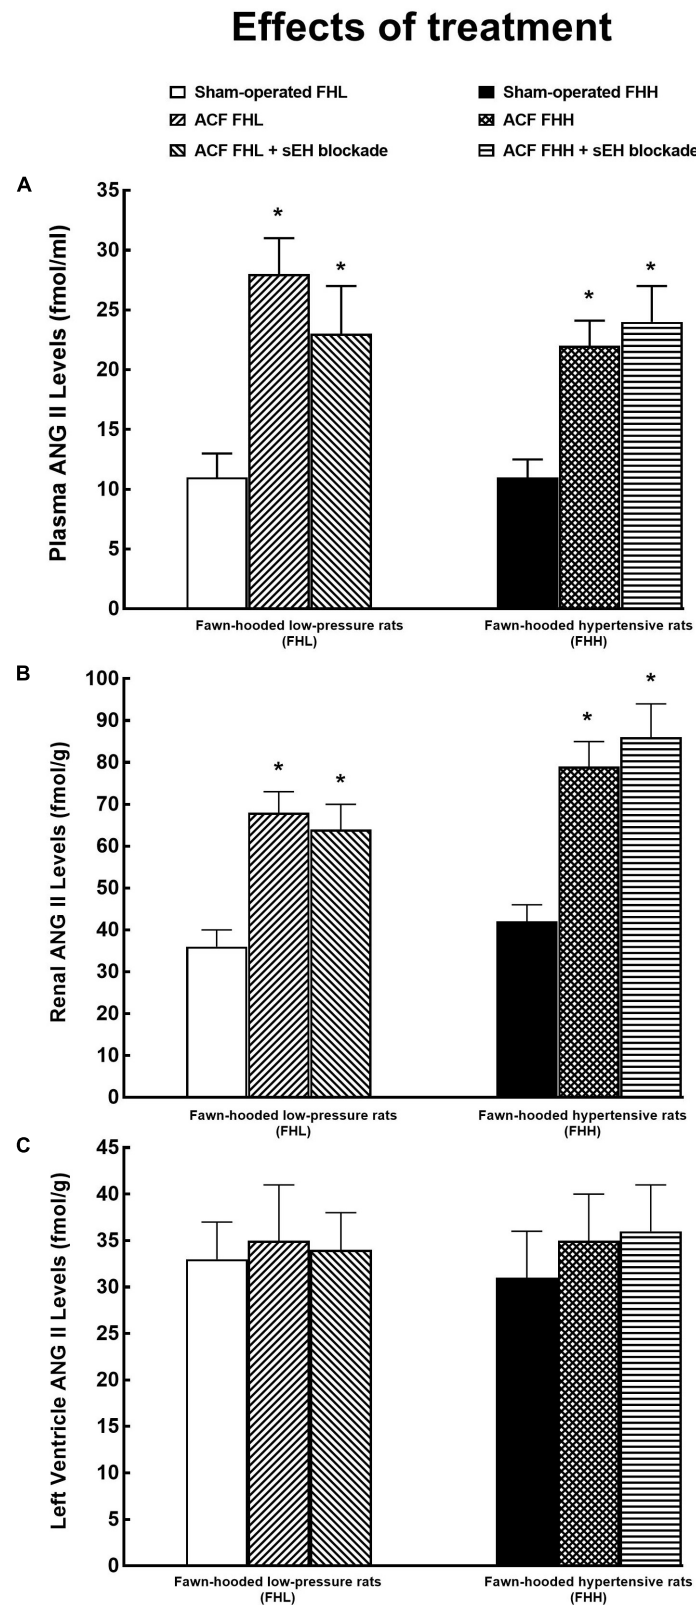 Effects of treatment
Sham-operated FHL
Sham-operated FHH
ACF FHL
ACF FHH
ACF FHL + sEH blockade
ACF FHH + sEH blockade
A
Plasma ANG II Levels (fmol/ml)
35
30
25
20
15
10
5
0
*
*
*
*
Fawn-hooded low-pressure rats
(FHL)
Fawn-hooded hypertensive rats
(FHH)
B
Renal ANG II Levels (fmol/g)
100
90
80
70
60
50
40
30
20
10
0
*
*
*
*
Fawn-hooded low-pressure rats
(FHL)
Fawn-hooded hypertensive rats
(FHH)
C
Left Ventricle ANG II Levels (fmol/g)
45
40
35
30
25
20
15
10
5
0
Fawn-hooded low-pressure rats
(FHL)
Fawn-hooded hypertensive rats
(FHH)